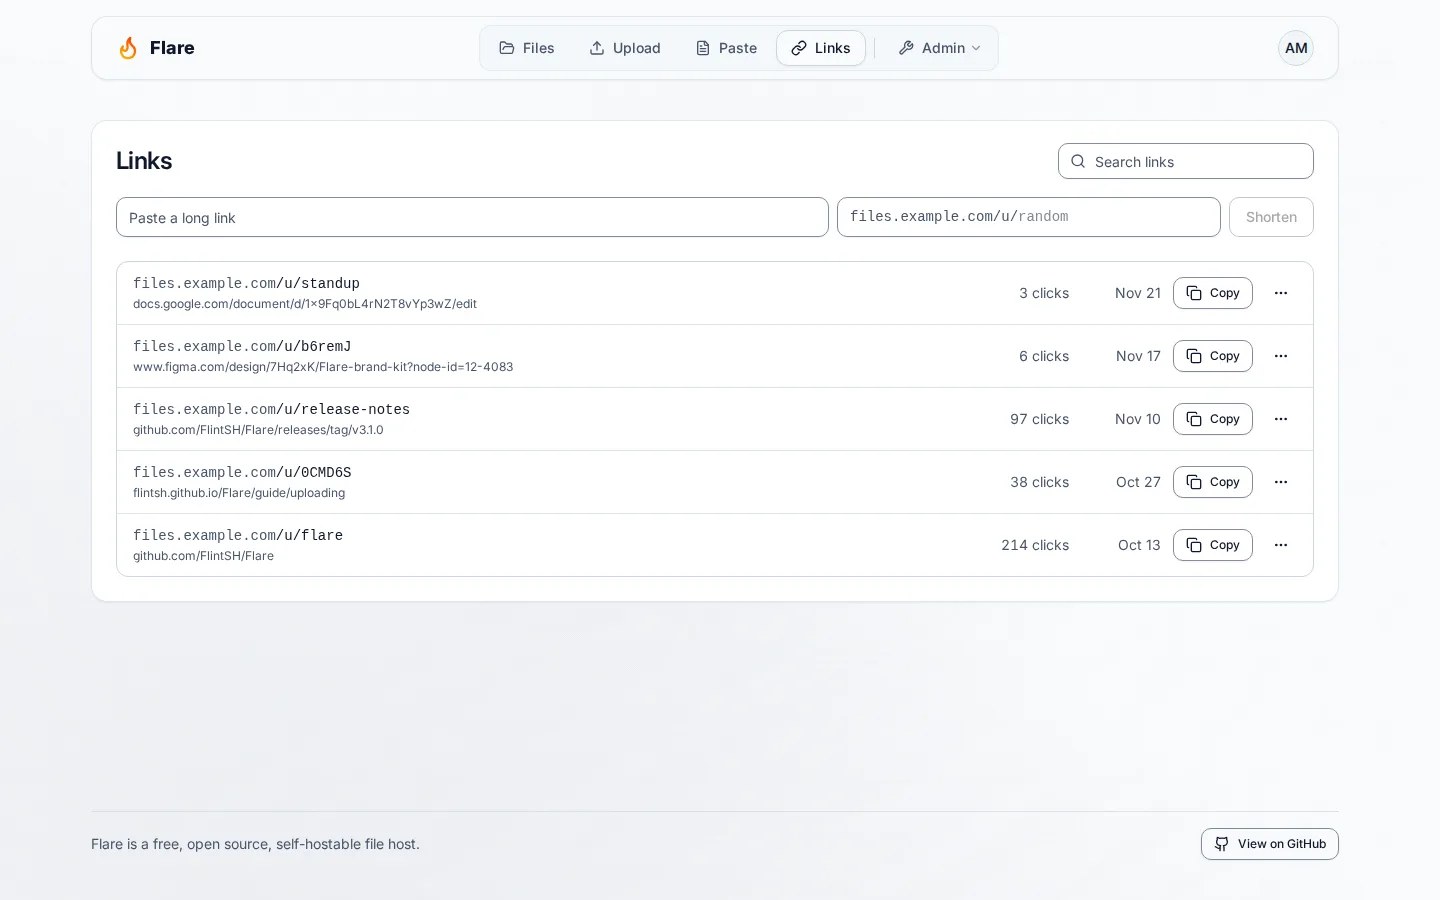 Flare
Files
Upload
Paste
Links
Admin
AM
Links
Search links
Paste a long link
files.example.com/u/random
Shorten
files.example.com/u/standup
docs.google.com/document/d/1x9Fq0bL4rN2T8vYp3wZ/edit
3 clicks
Nov 21
Copy
files.example.com/u/b6remJ
www.figma.com/design/7Hq2xK/Flare-brand-kit?node-id=12-4083
6 clicks
Nov 17
Copy
files.example.com/u/release-notes
github.com/FlintSH/Flare/releases/tag/v3.1.0
97 clicks
Nov 10
Copy
files.example.com/u/0CMD6S
flintsh.github.io/Flare/guide/uploading
38 clicks
Oct 27
Copy
files.example.com/u/flare
github.com/FlintSH/Flare
214 clicks
Oct 13
Copy
Flare is a free, open source, self-hostable file host.
View on GitHub